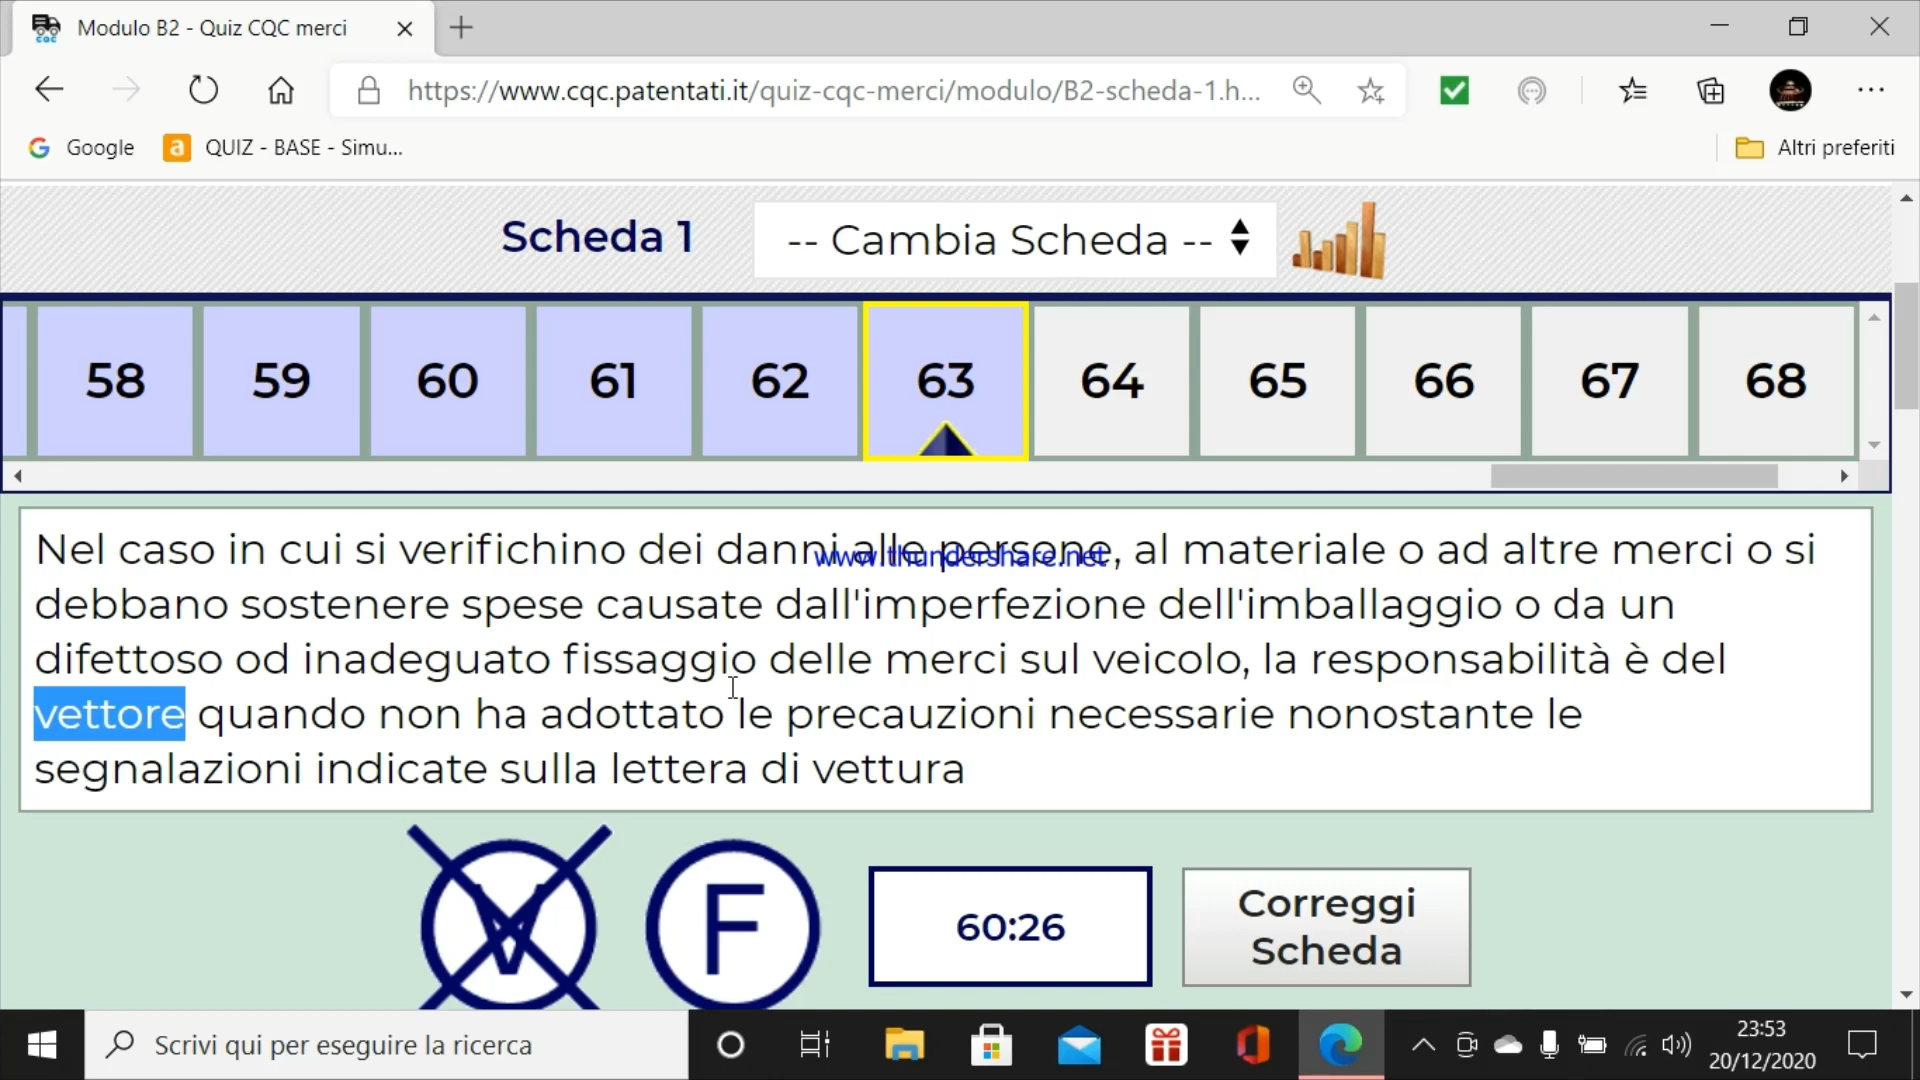 Modulo B2 - Quiz CQC merci
https://www.cqc.patentati.it/quiz-cqc-merci/modulo/B2-scheda-1.h...
Google
QUIZ - BASE - Simu...
Altri preferiti
Scheda 1
-- Cambia Scheda --
58 59 60 61 62 63 64 65 66 67 68
Nel caso in cui si verifichino dei danni alle persone, al materiale o ad altre merci o si
www.thundershare.net
debbano sostenere spese causate dall'imperfezione dell'imballaggio o da un
difettoso od inadeguato fissaggio delle merci sul veicolo, la responsabilità è del
vettore quando non ha adottato le precauzioni necessarie nonostante le
segnalazioni indicate sulla lettera di vettura
V
F
60:26
Correggi
Scheda
Scrivi qui per eseguire la ricerca
23:53
20/12/2020